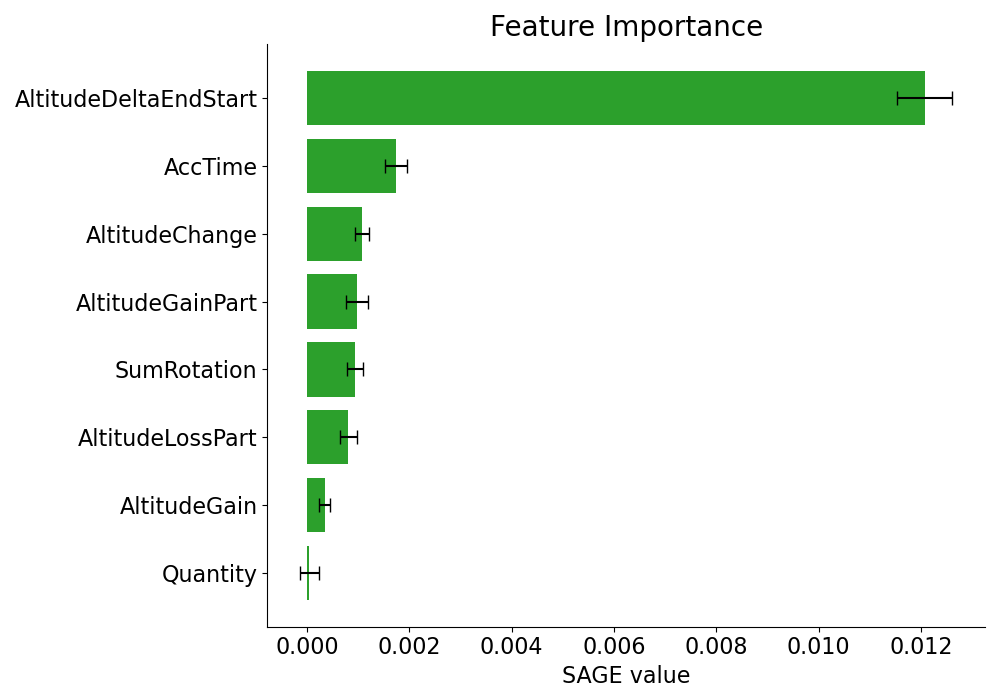 Feature Importance
AltitudeDeltaEndStart
AccTime
AltitudeChange
AltitudeGainPart
SumRotation
AltitudeLossPart
AltitudeGain
Quantity
0.000 0.002 0.004 0.006 0.008 0.010 0.012
SAGE value